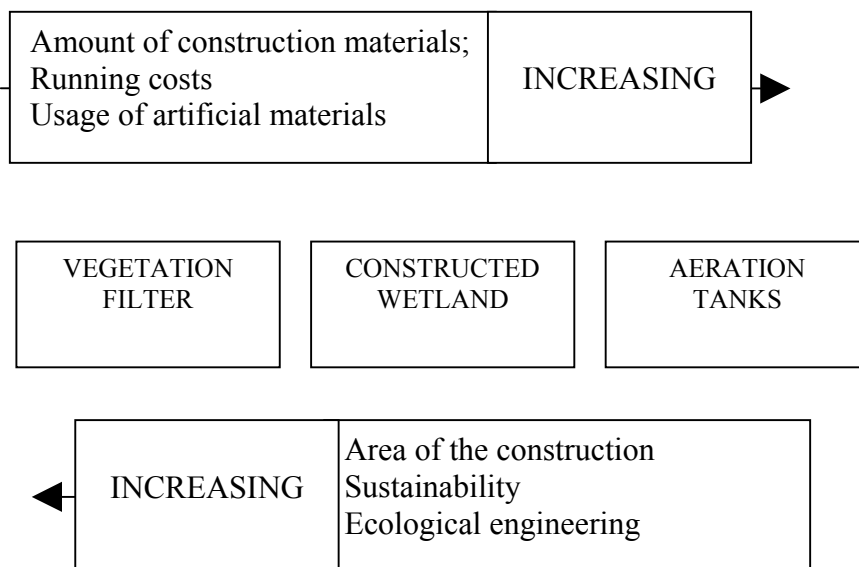 Amount of construction materials;
Running costs
Usage of artificial materials
INCREASING
VEGETATION
FILTER
CONSTRUCTED
WETLAND
AERATION
TANKS
INCREASING
Area of the construction
Sustainability
Ecological engineering